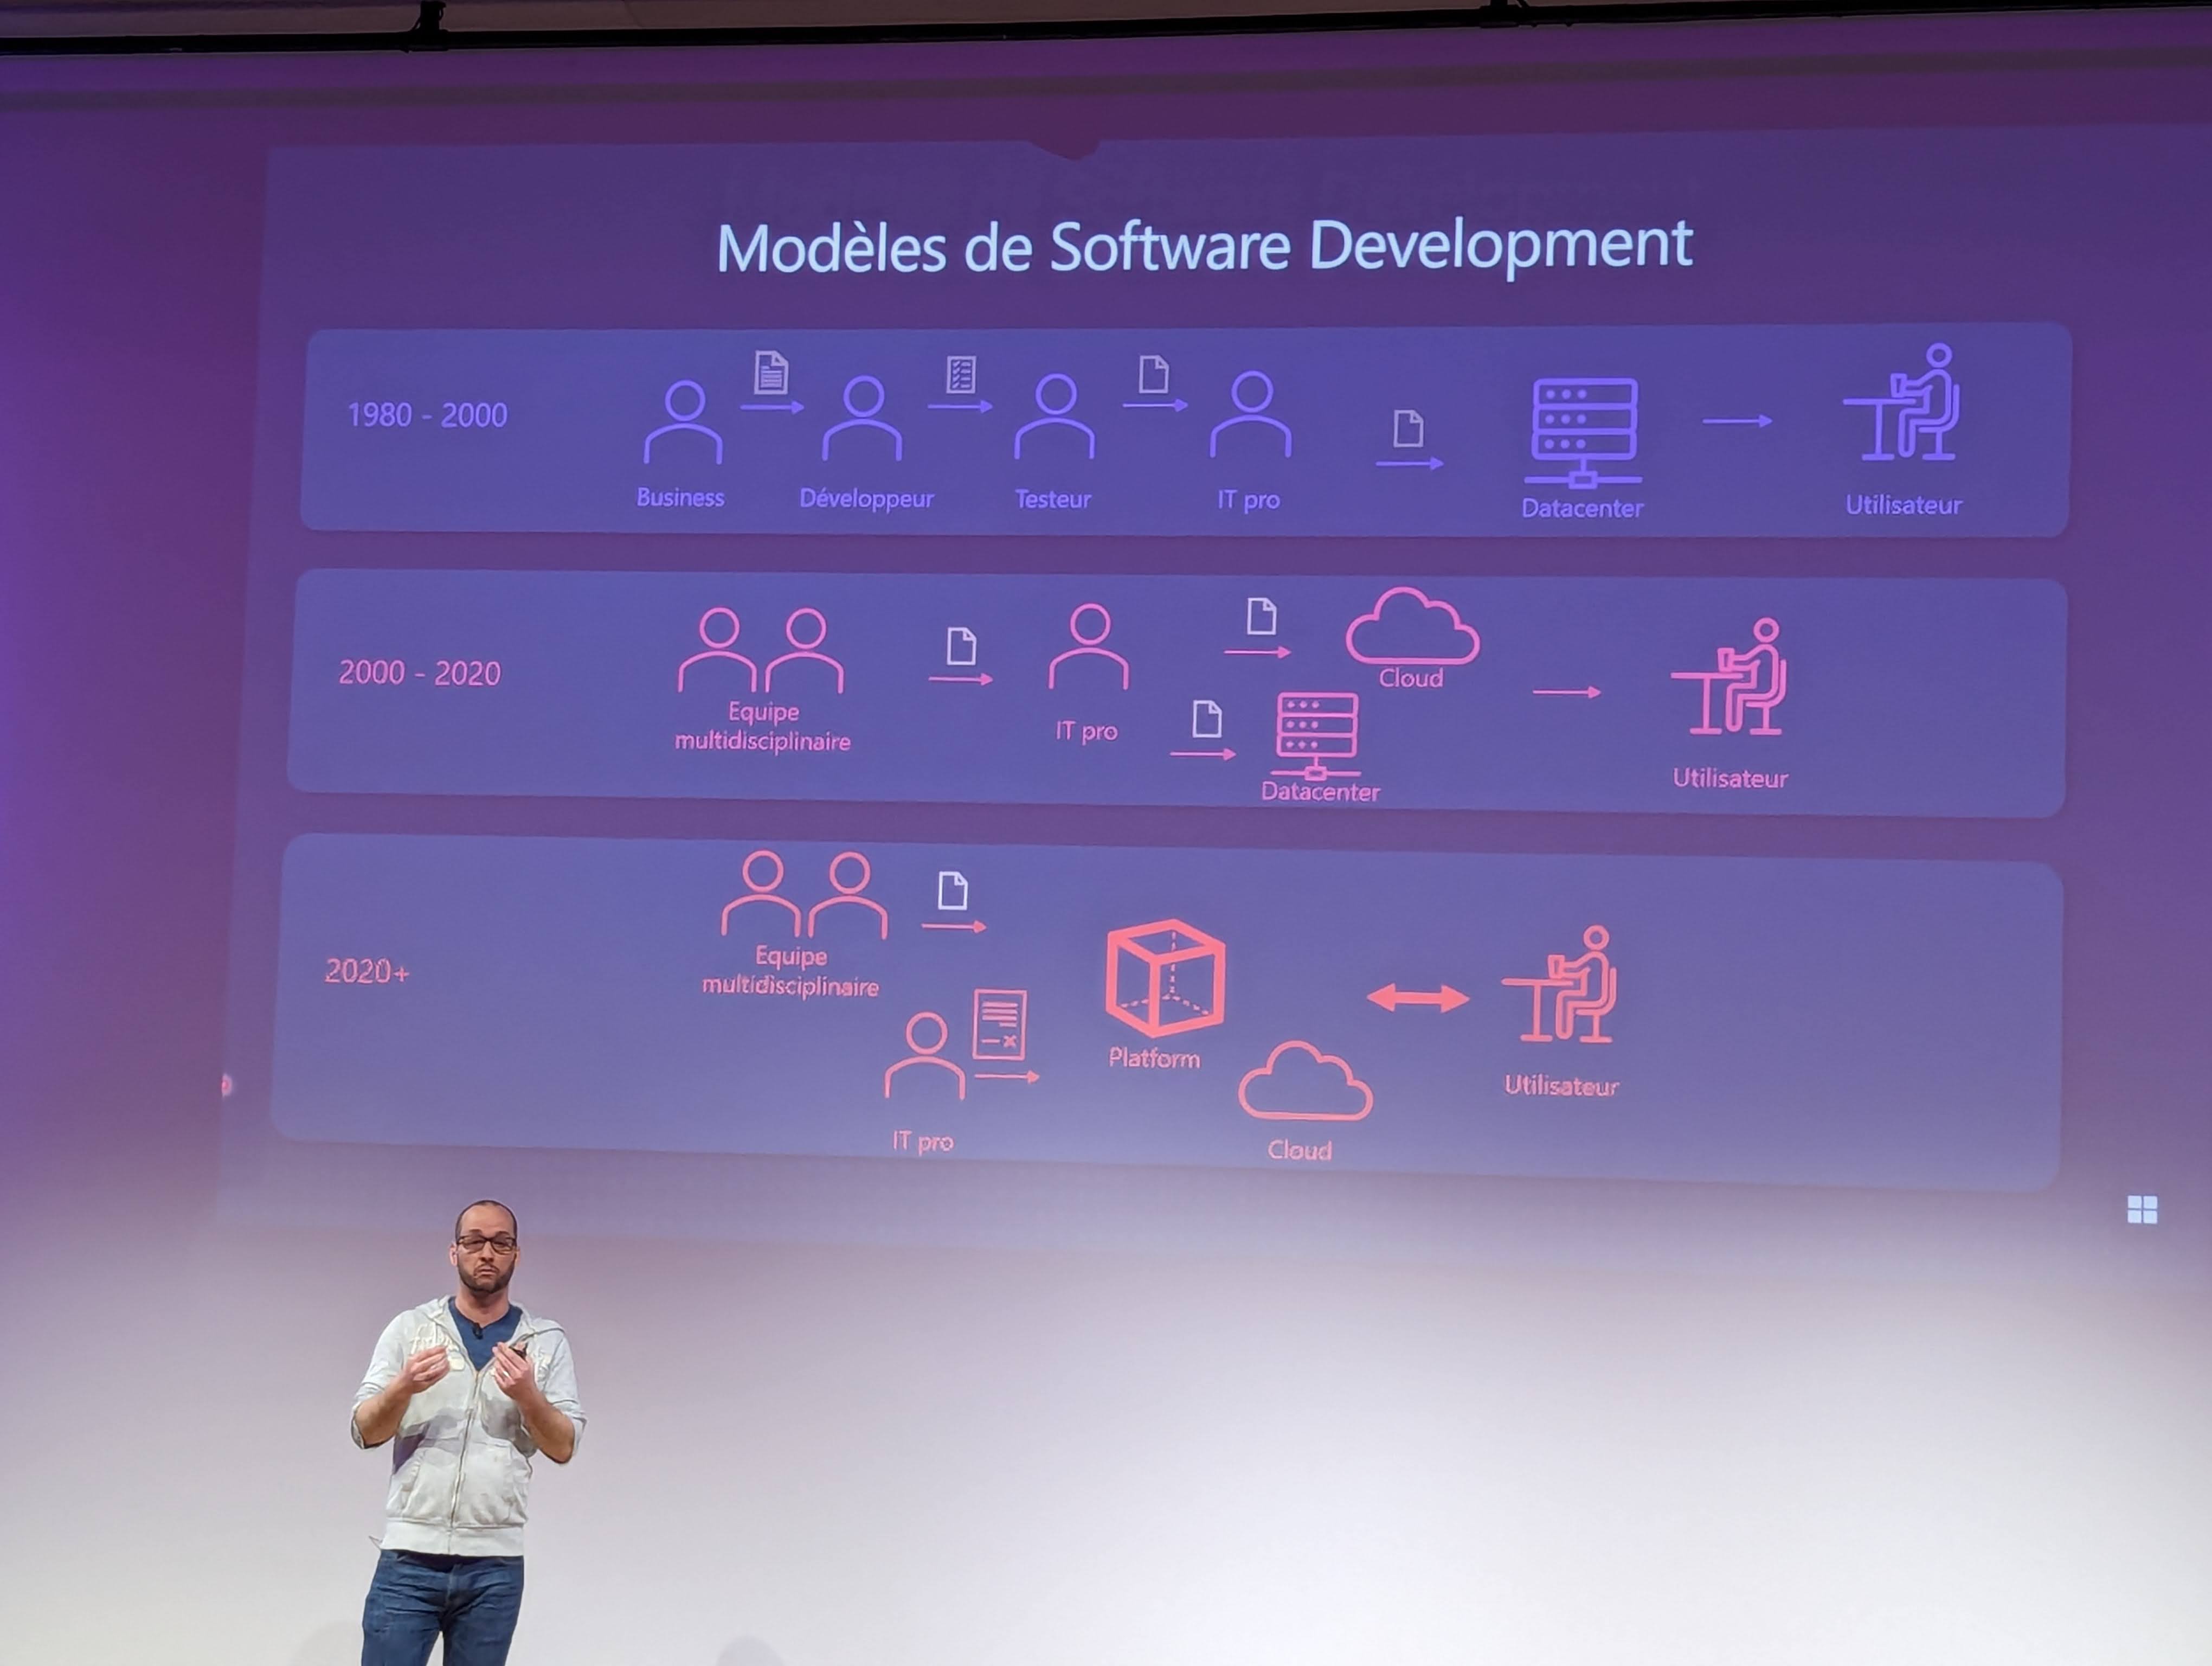 Modèles de Software Development
1980 - 2000
Business
Développeur
Testeur
IT pro
Datacenter
Utilisateur
2000 - 2020
Equipe
multidisciplinaire
IT pro
Cloud
Datacenter
Utilisateur
2020+
Equipe
multidisciplinaire
IT pro
Platform
Cloud
Utilisateur